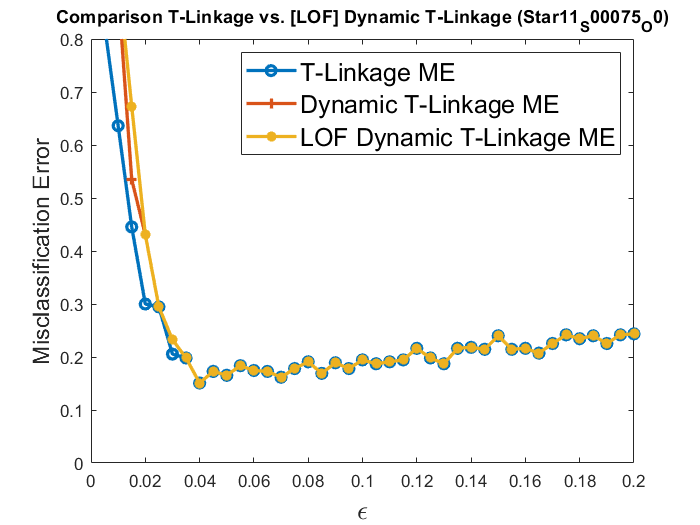 Comparison T-Linkage vs. [LOF] Dynamic T-Linkage (Star11_S00075_O0)
0.8
0.7
0.6
0.5
0.4
0.3
0.2
0.1
0
Misclassification Error
T-Linkage ME
Dynamic T-Linkage ME
LOF Dynamic T-Linkage ME
0 0.02 0.04 0.06 0.08 0.1 0.12 0.14 0.16 0.18 0.2
ϵ